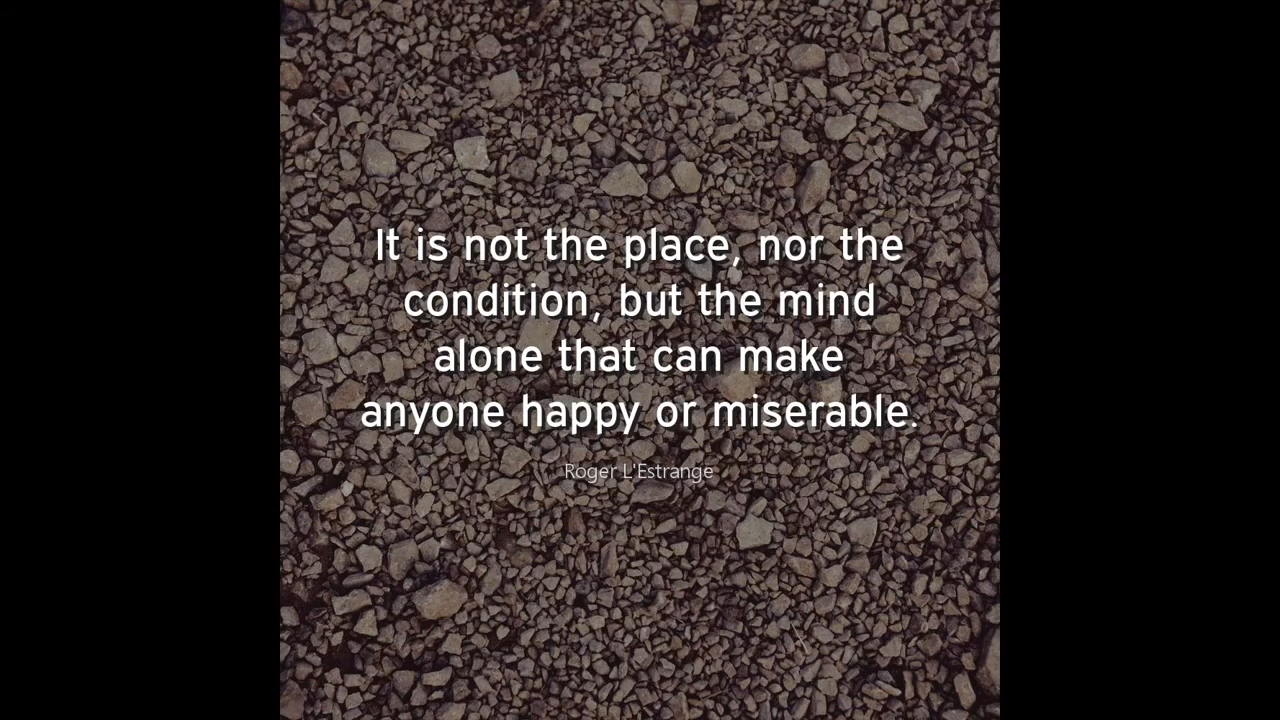 It is not the place, nor the
condition, but the mind
alone that can make
anyone happy or miserable.
Roger L'Estrange